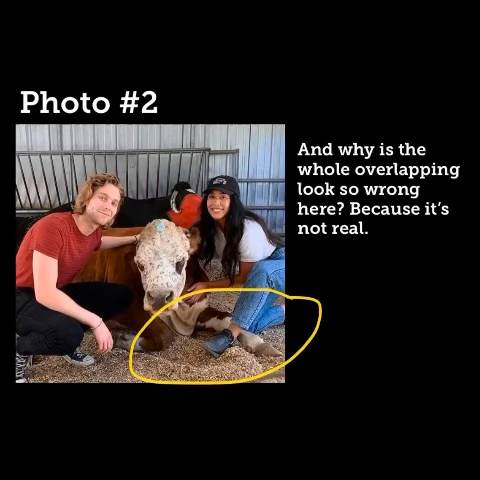 Photo #2
And why is the
whole overlapping
look so wrong
here? Because it's
not real.